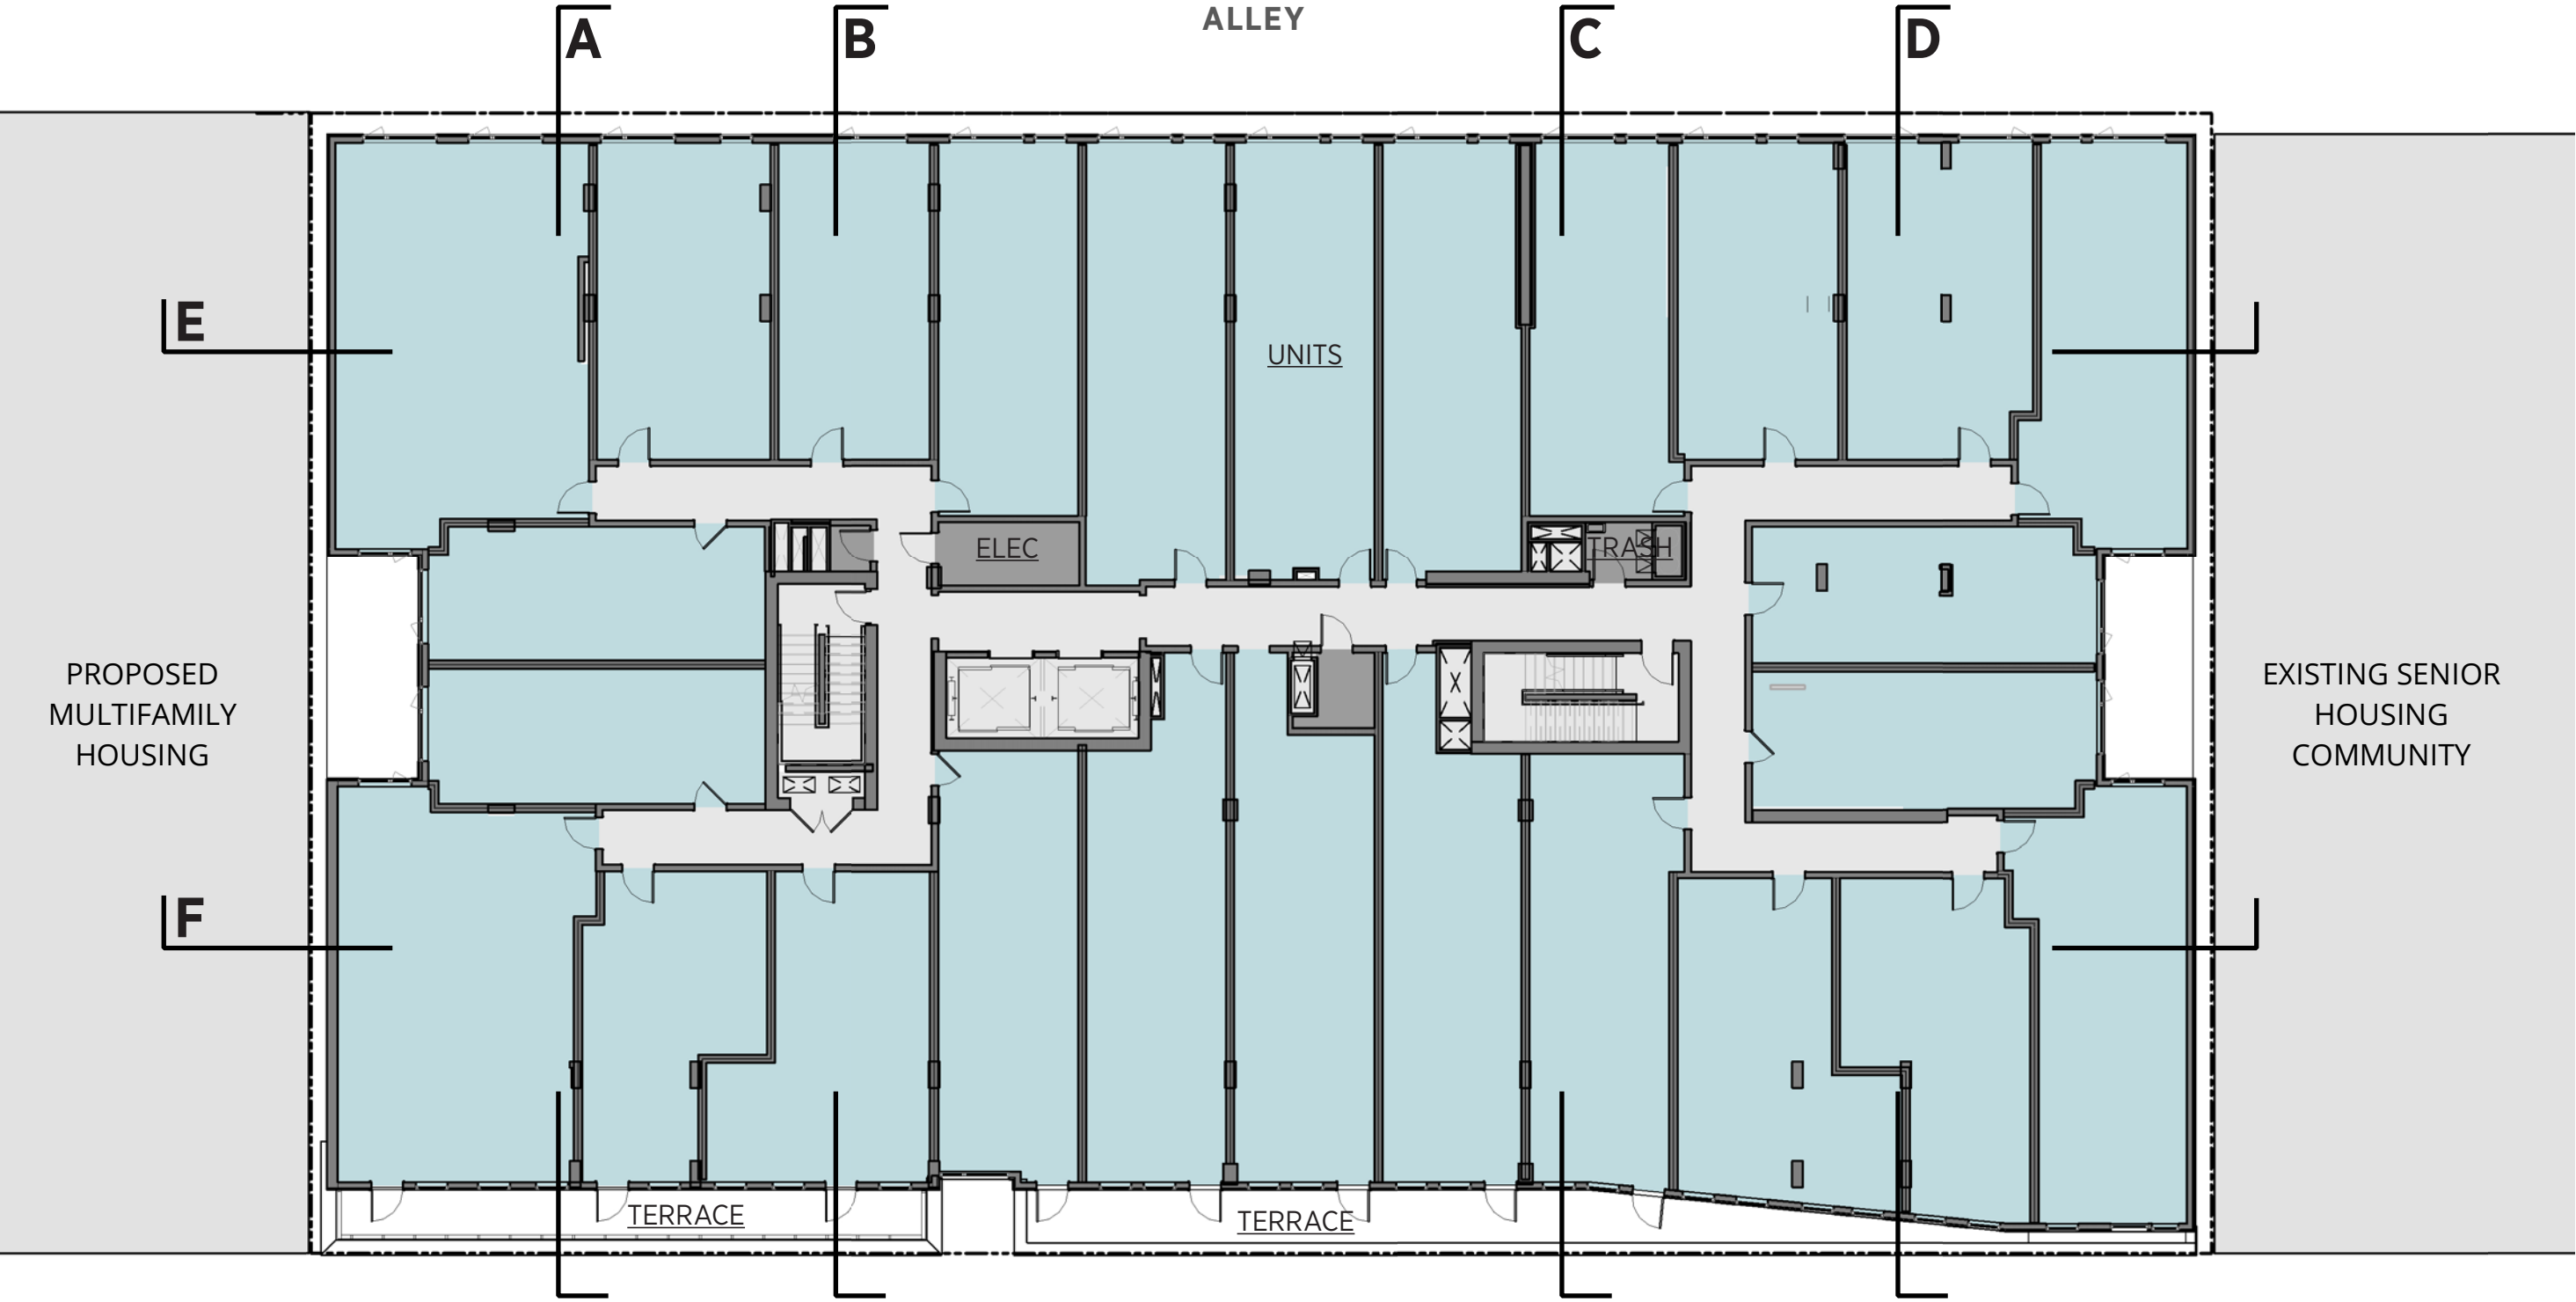 ALLEY
A
B
C
D
E
UNITS
ELEC
TRASH
PROPOSED
MULTIFAMILY
HOUSING
EXISTING SENIOR
HOUSING
COMMUNITY
F
TERRACE
TERRACE